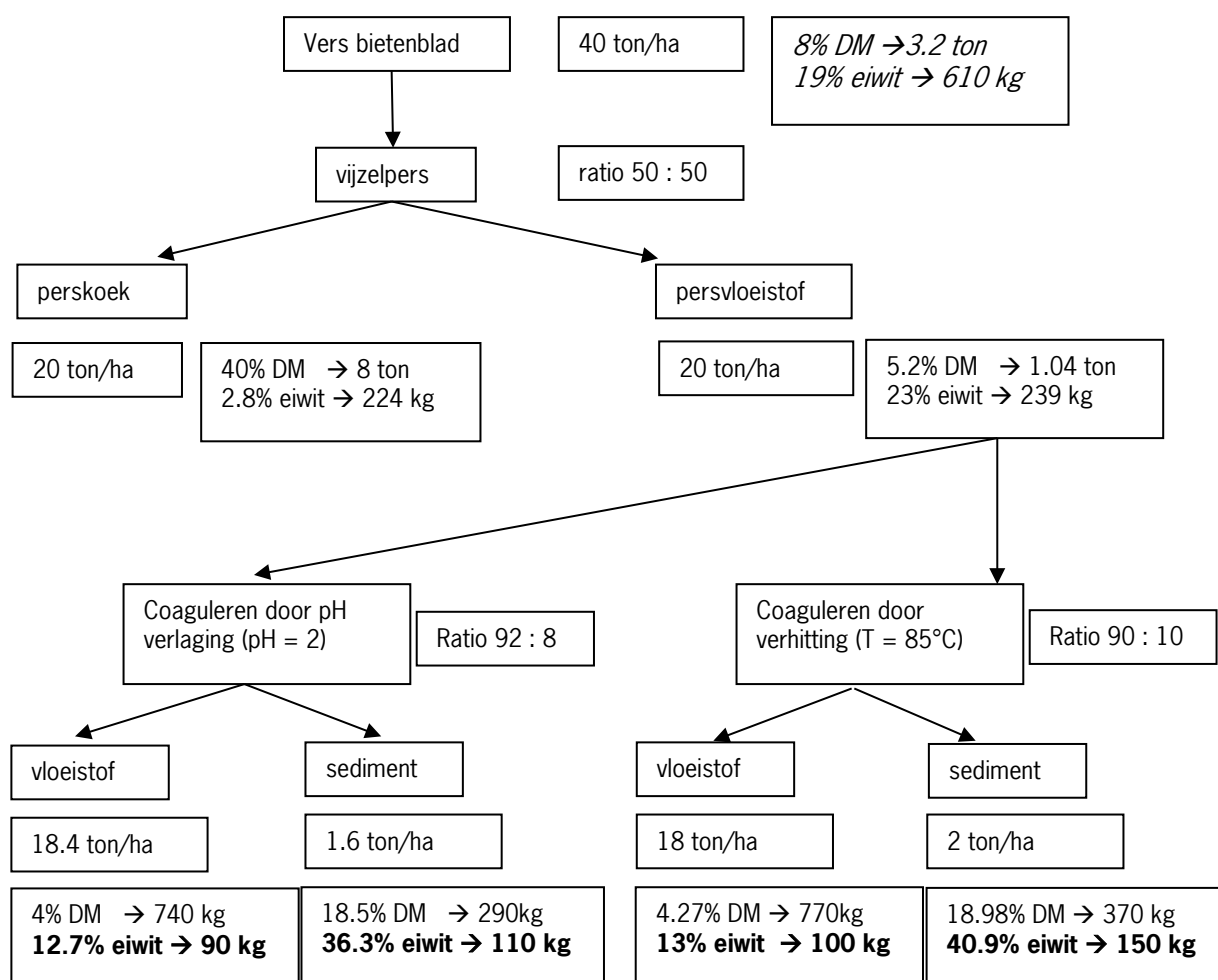 Vers bietenblad
40 ton/ha
8% DM →3.2 ton
19% eiwit → 610 kg
vijzelpers
ratio 50 : 50
perskoek
persvloeistof
20 ton/ha
40% DM → 8 ton
2.8% eiwit → 224 kg
20 ton/ha
5.2% DM → 1.04 ton
23% eiwit → 239 kg
Coaguleren door pH
verlaging (pH = 2)
Ratio 92 : 8
Coaguleren door
verhitting (T = 85°C)
Ratio 90 : 10
vloeistof
sediment
vloeistof
sediment
18.4 ton/ha
1.6 ton/ha
18 ton/ha
2 ton/ha
4% DM → 740 kg
12.7% eiwit → 90 kg
18.5% DM → 290kg
36.3% eiwit → 110 kg
4.27% DM → 770kg
13% eiwit → 100 kg
18.98% DM → 370 kg
40.9% eiwit → 150 kg